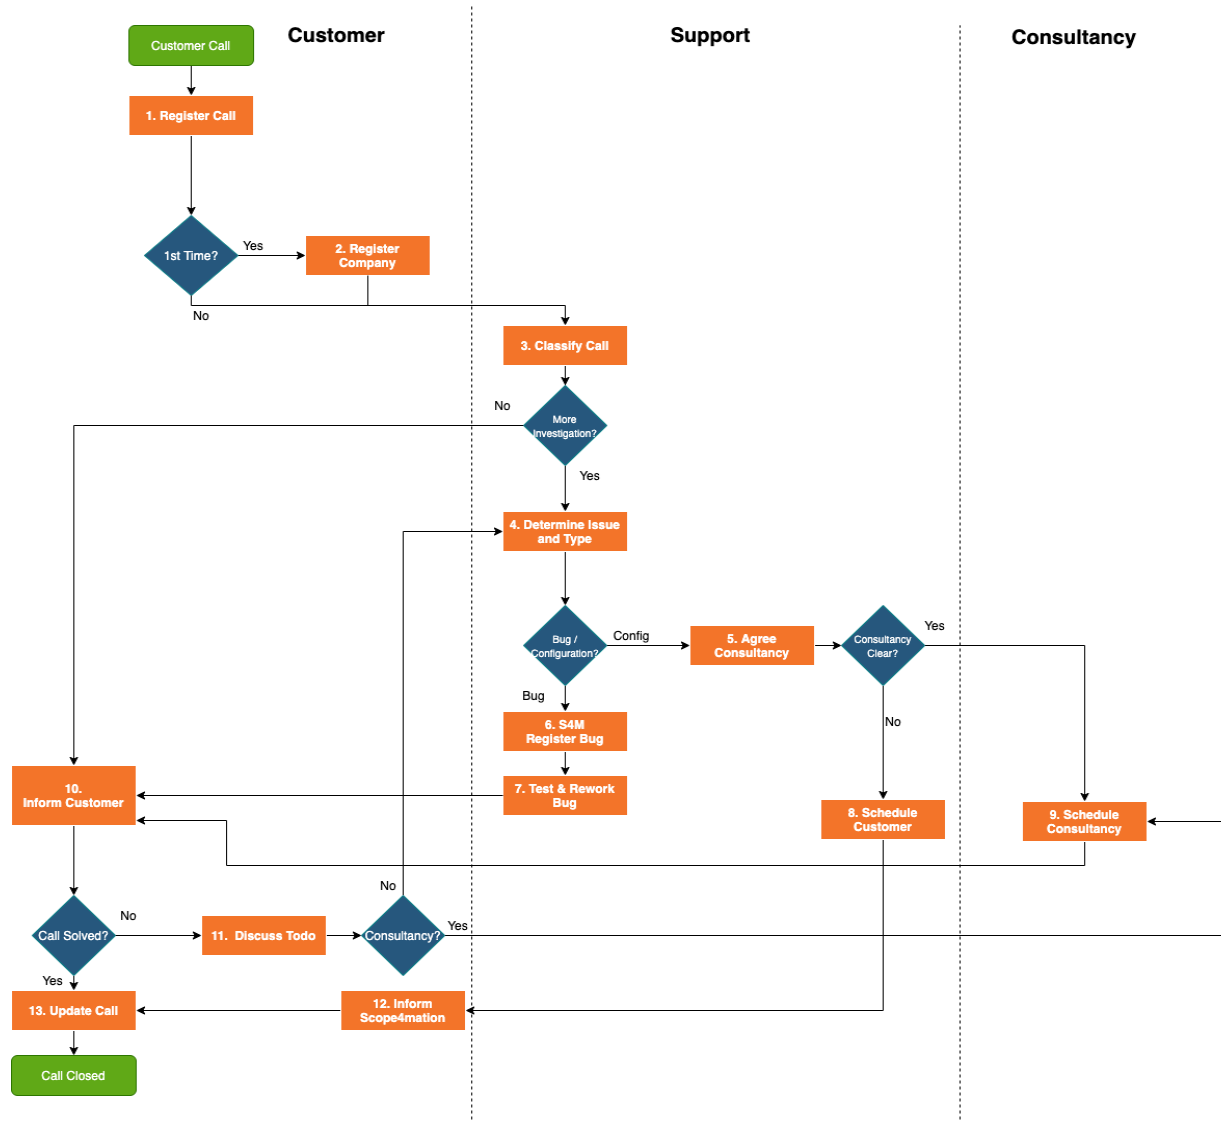 Customer
Support
Consultancy
Customer Call
1. Register Call
1st Time?
Yes
2. Register
Company
No
3. Classify Call
No
More
Investigation?
Yes
4. Determine Issue
and Type
Bug /
Configuration?
Config
5. Agree
Consultancy
Consultancy
Clear?
Yes
Bug
No
6. S4M
Register Bug
7. Test & Rework
Bug
10.
Inform Customer
8. Schedule
Customer
9. Schedule
Consultancy
Call Solved?
No
11.  Discuss Todo
No
Consultancy?
Yes
Yes
13. Update Call
12. Inform
Scope4mation
Call Closed